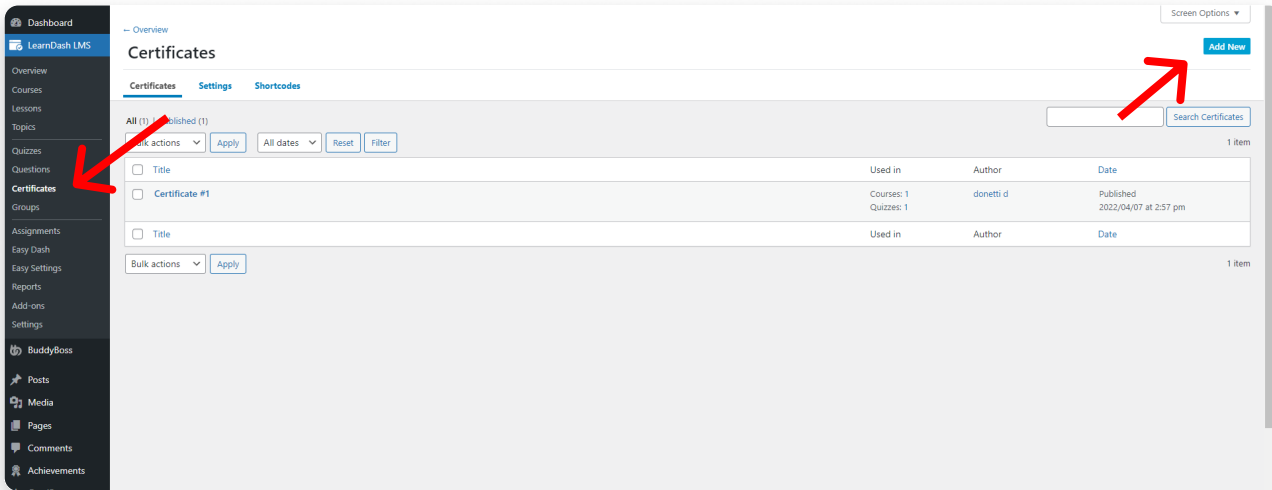 Dashboard
LearnDash LMS
Overview
Courses
Lessons
Topics
Quizzes
Questions
Certificates
Groups
Assignments
Easy Dash
Easy Settings
Reports
Add-ons
Settings
BuddyBoss
Posts
Media
Pages
Comments
Achievements
Screen Options ▼
← Overview
Certificates
Add New
Certificates Settings Shortcodes
All (1) (1)
Search Certificates
actions Apply All dates Reset Filter
1 item
Title Used in Author Date
Certificate #1 Courses: 1 donetti d Published
Quizzes: 1 2022/04/07 at 2:57 pm
Title Used in Author Date
Bulk actions Apply
1 item